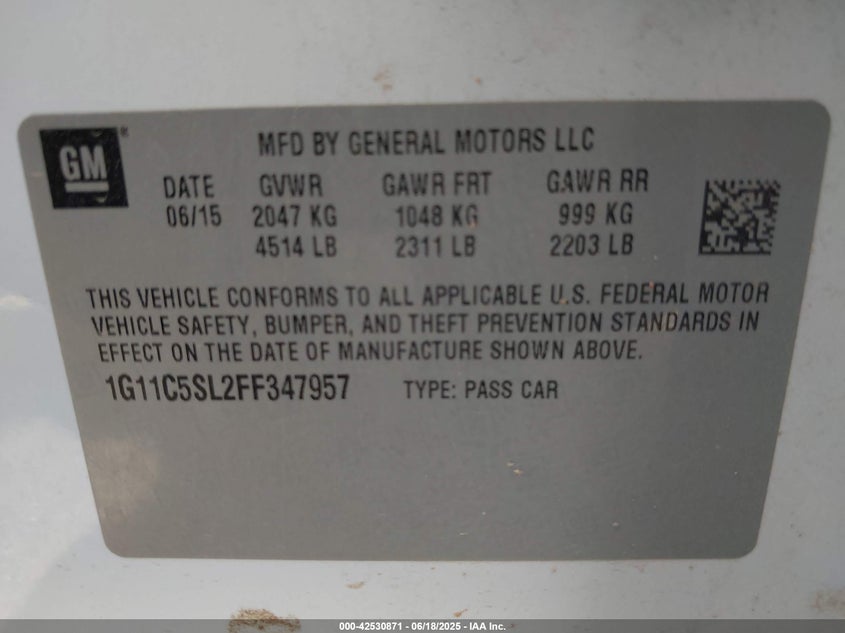 GM®
MFD BY GENERAL MOTORS LLC
DATE GVWR GAWR FRT GAWR RR
06/15 2047 KG 1048 KG 999 KG
4514 LB 2311 LB 2203 LB
THIS VEHICLE CONFORMS TO ALL APPLICABLE U.S. FEDERAL MOTOR
VEHICLE SAFETY, BUMPER, AND THEFT PREVENTION STANDARDS IN
EFFECT ON THE DATE OF MANUFACTURE SHOWN ABOVE.
1G11C5SL2FF347957 TYPE: PASS CAR
000-42530871 - 06/18/2025 - IAA Inc.